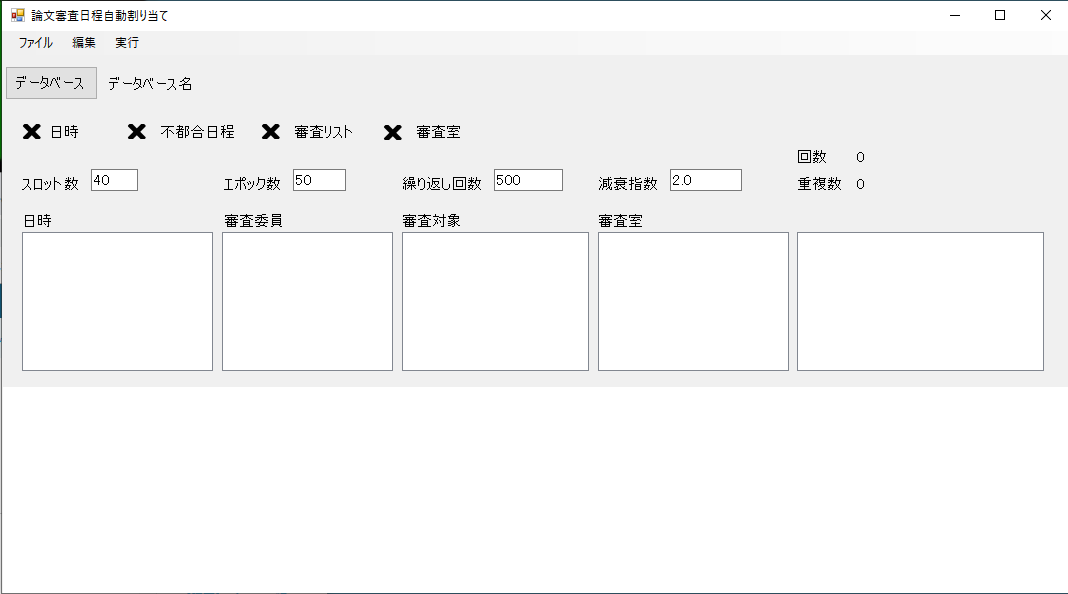 論文審査日程自動割り当て
ファイル 編集 実行
データベース データベース名
日時 不都合日程 審査リスト 審査室
回数 0
スロット数 40 エポック数 50 繰り返し回数 500 減衰指数 2.0 重複数 0
日時 審査委員 審査対象 審査室